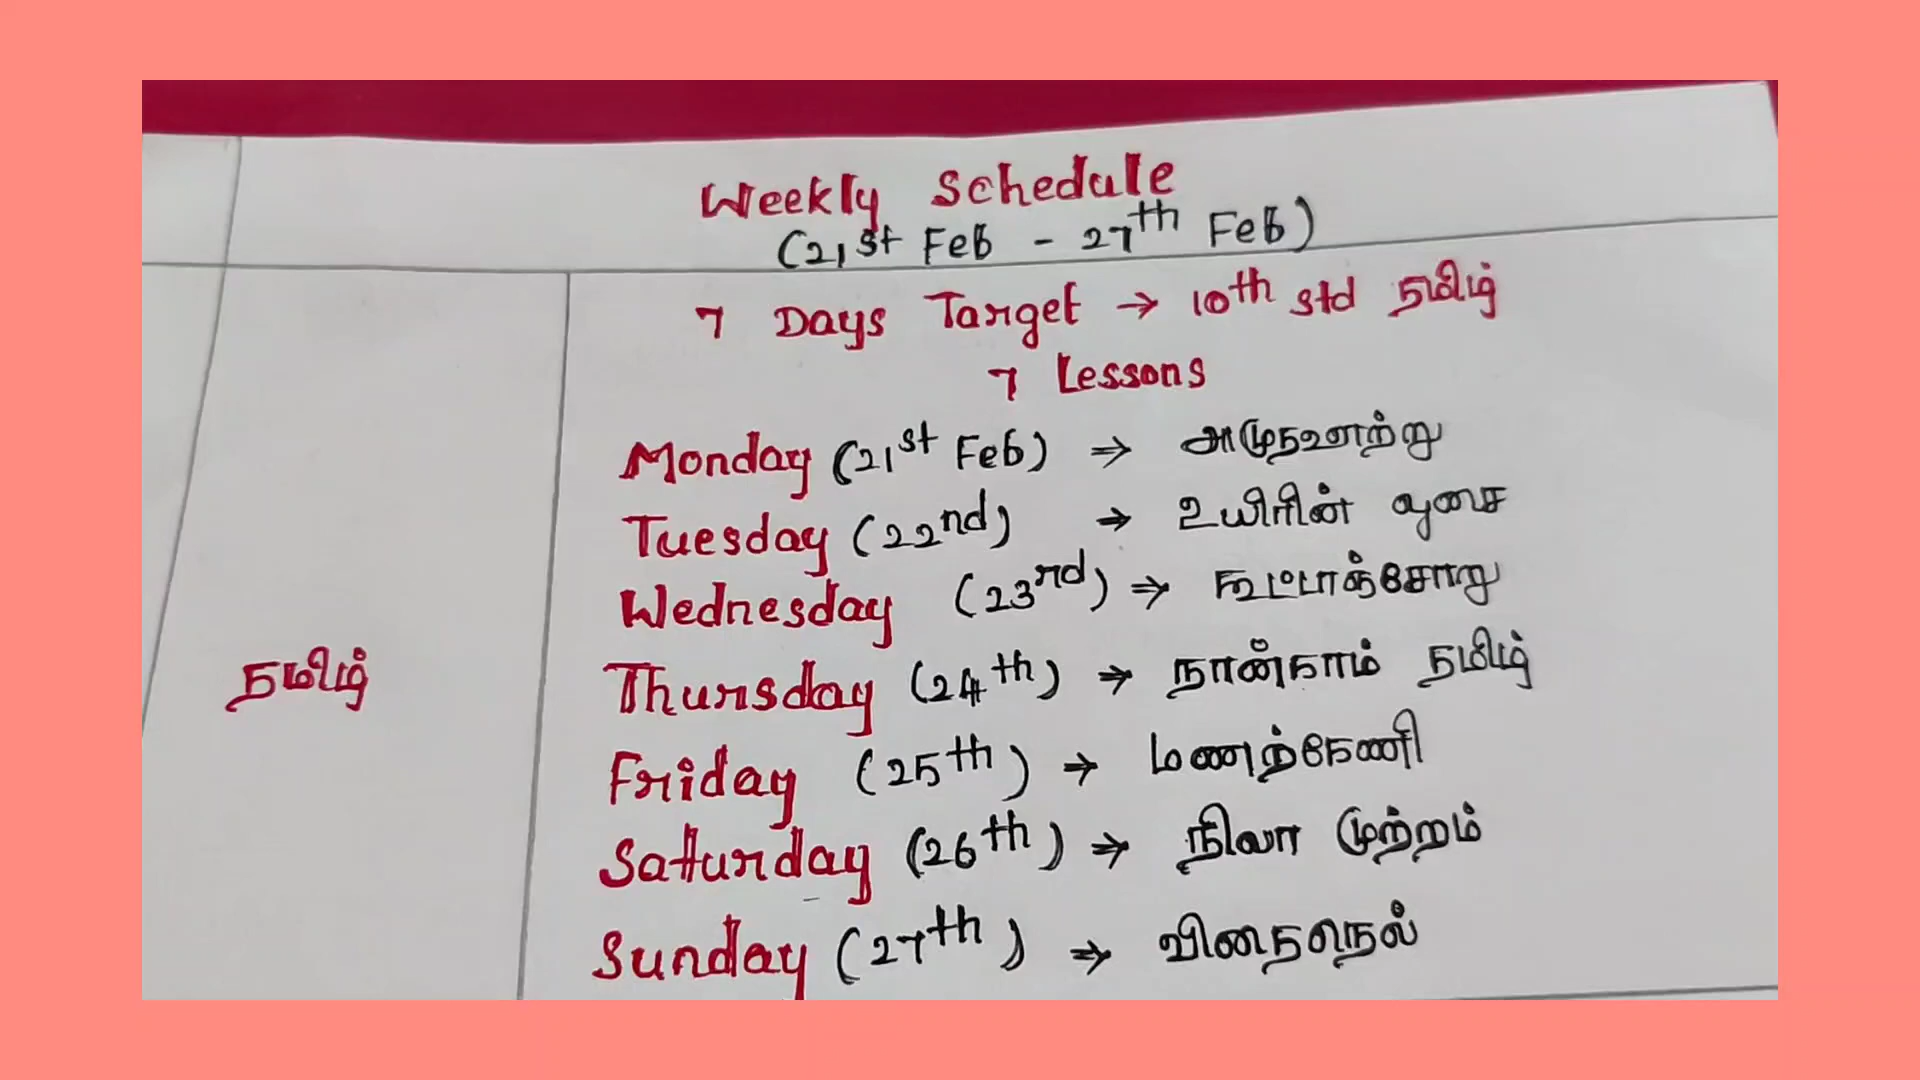 Weekly Schedule
(21st Feb - 27th Feb)
தமிழ்
7 Days Target → 10th std தமிழ்
7 Lessons
Monday (21st Feb) ⇒ அமுதஊற்று
Tuesday (22nd) ⇒ உயிரின் ஓசை
Wednesday (23rd) ⇒ கூட்டாஞ்சோறு
Thursday (24th) ⇒ நான்காம் தமிழ்
Friday (25th) ⇒ மணற்கேணி
Saturday (26th) ⇒ நிலா முற்றம்
Sunday (27th) ⇒ விதைநெல்